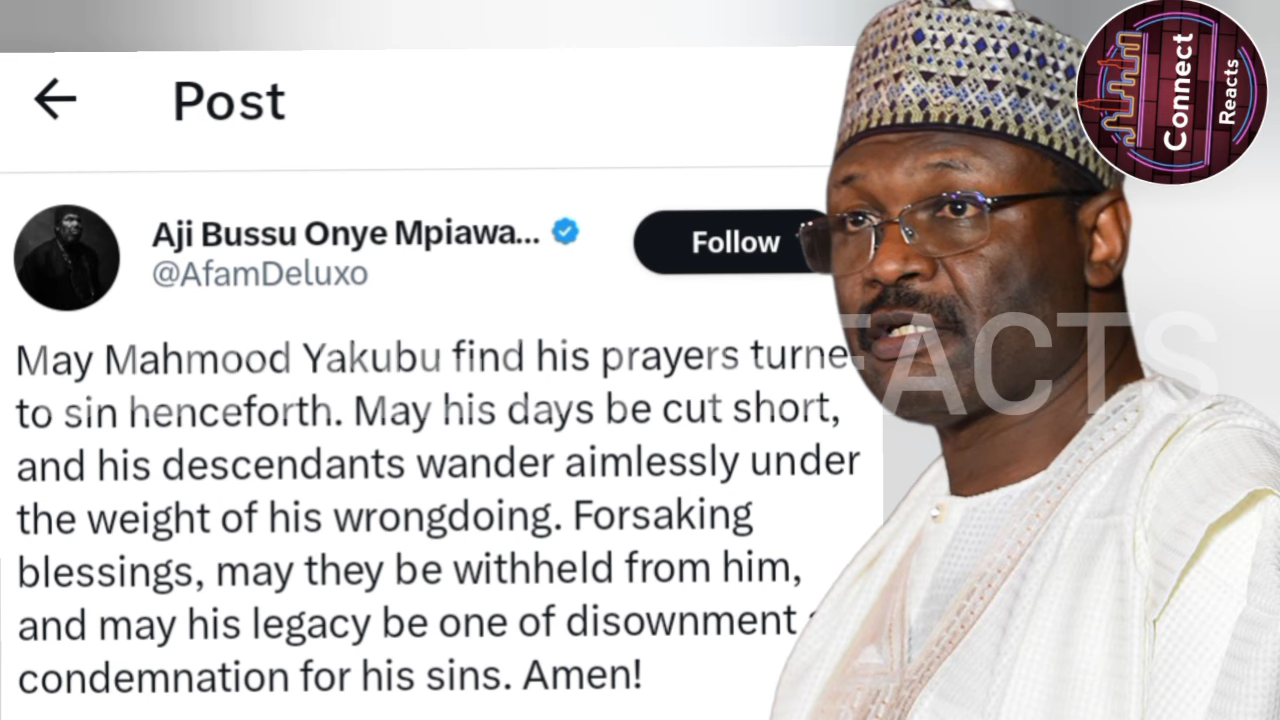 Post
Aji Bussu Onye Mpiawa...
@AfamDeluxo
Follow
May Mahmood Yakubu find his prayers turne
to sin henceforth. May his days be cut short,
and his descendants wander aimlessly under
the weight of his wrongdoing. Forsaking
blessings, may they be withheld from him,
and may his legacy be one of disownment
condemnation for his sins. Amen!
Connect
Reacts
FACTS